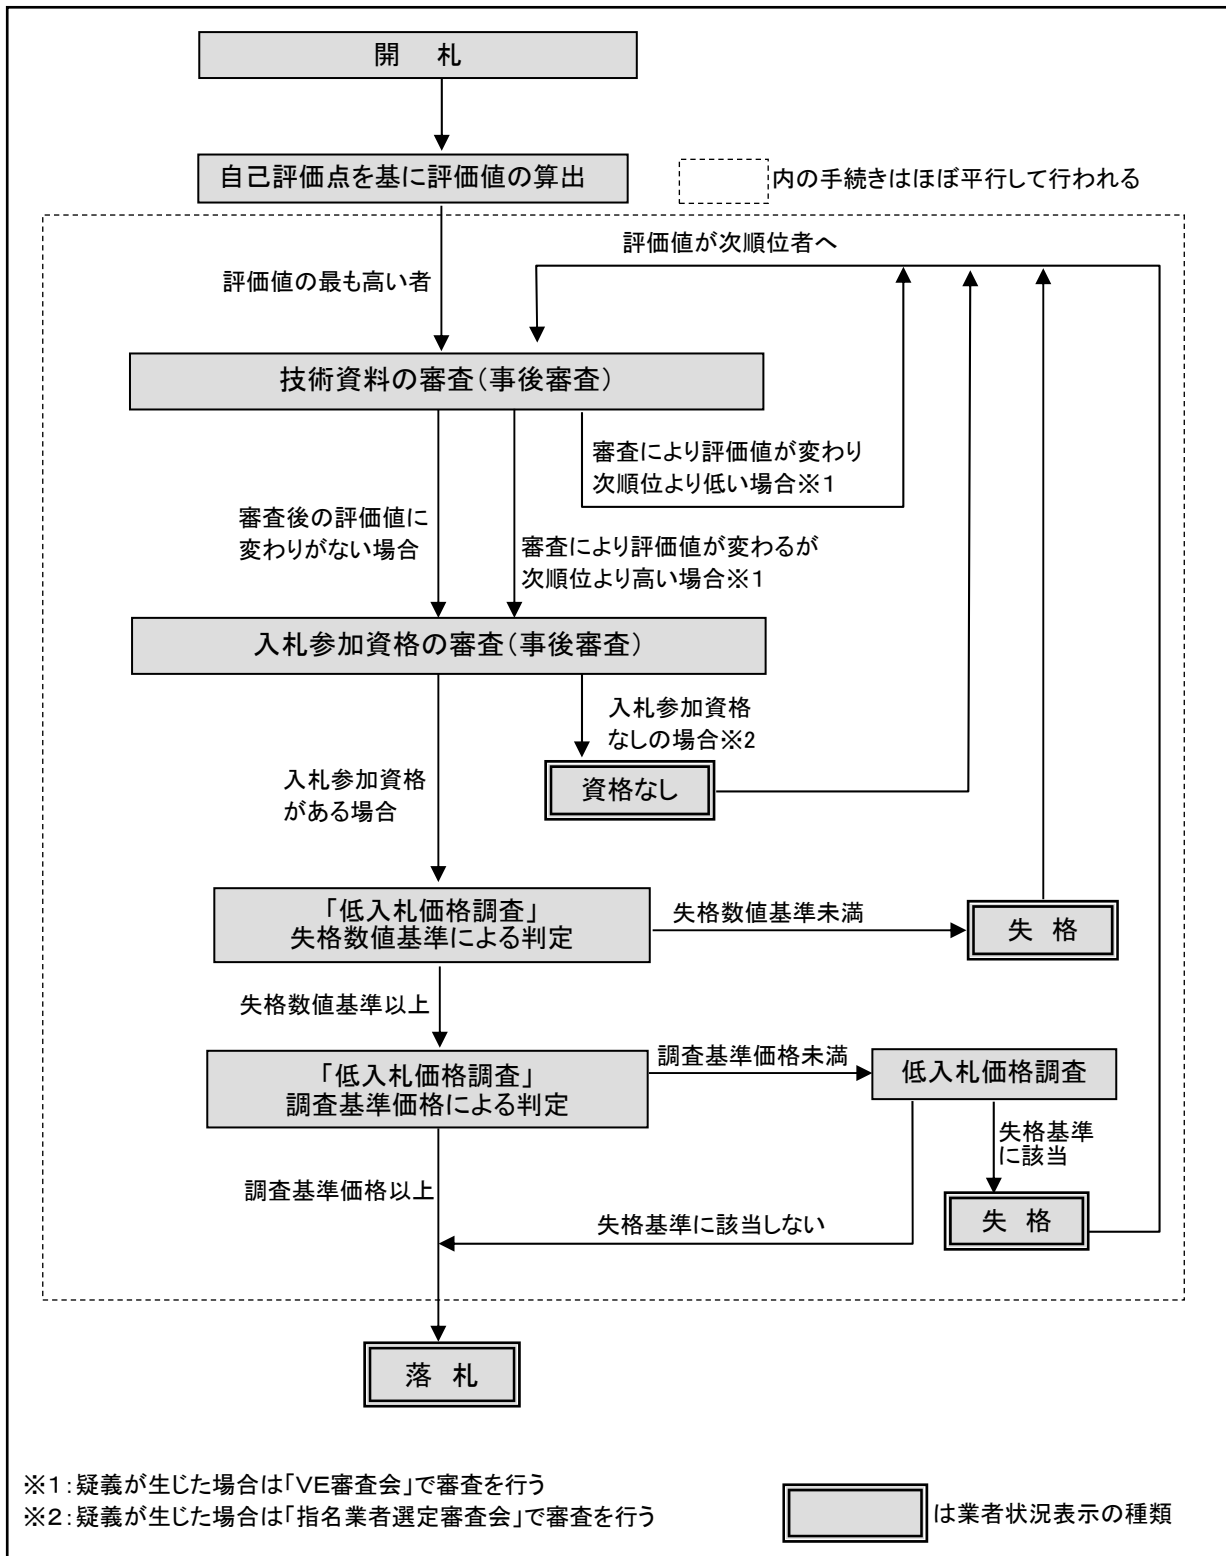 開　札
自己評価点を基に評価値の算出
内の手続きはほぼ平行して行われる
評価値が次順位者へ
評価値の最も高い者
技術資料の審査（事後審査）
審査により評価値が変わり
次順位より低い場合※1
審査後の評価値に
変わりがない場合
審査により評価値が変わるが
次順位より高い場合※1
入札参加資格の審査（事後審査）
入札参加資格
なしの場合※2
入札参加資格
がある場合
資格なし
「低入札価格調査」
失格数値基準による判定
失格数値基準未満
失　格
失格数値基準以上
「低入札価格調査」
調査基準価格による判定
調査基準価格未満
低入札価格調査
失格基準
に該当
調査基準価格以上
失格基準に該当しない
失　格
落　札
※１：疑義が生じた場合は「ＶＥ審査会」で審査を行う
※２：疑義が生じた場合は「指名業者選定審査会」で審査を行う
は業者状況表示の種類